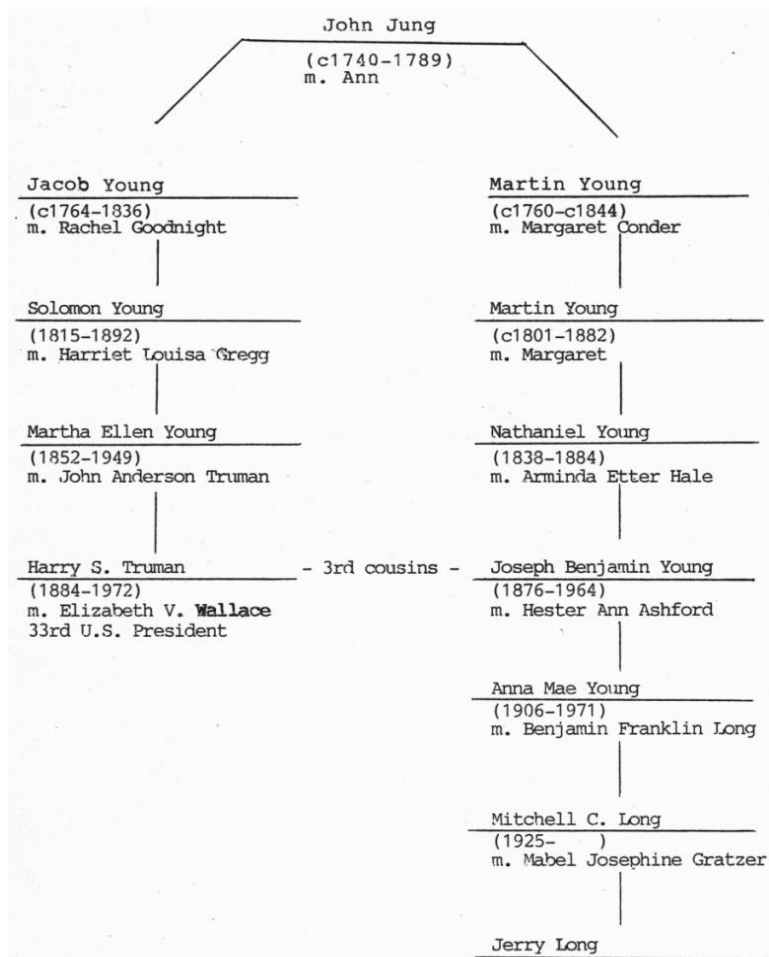 John Jung
(c1740-1789)
m. Ann
Jacob Young
(c1764-1836)
m. Rachel Goodnight
Solomon Young
(1815-1892)
m. Harriet Louisa Gregg
Martha Ellen Young
(1852-1949)
m. John Anderson Truman
Harry S. Truman
(1884-1972)
m. Elizabeth V. Wallace
33rd U.S. President
- 3rd cousins -
Martin Young
(c1760-c1844)
m. Margaret Conder
Martin Young
(c1801-1882)
m. Margaret
Nathaniel Young
(1838-1884)
m. Arminda Etter Hale
Joseph Benjamin Young
(1876-1964)
m. Hester Ann Ashford
Anna Mae Young
(1906-1971)
m. Benjamin Franklin Long
Mitchell C. Long
(1925-    )
m. Mabel Josephine Gratzer
Jerry Long